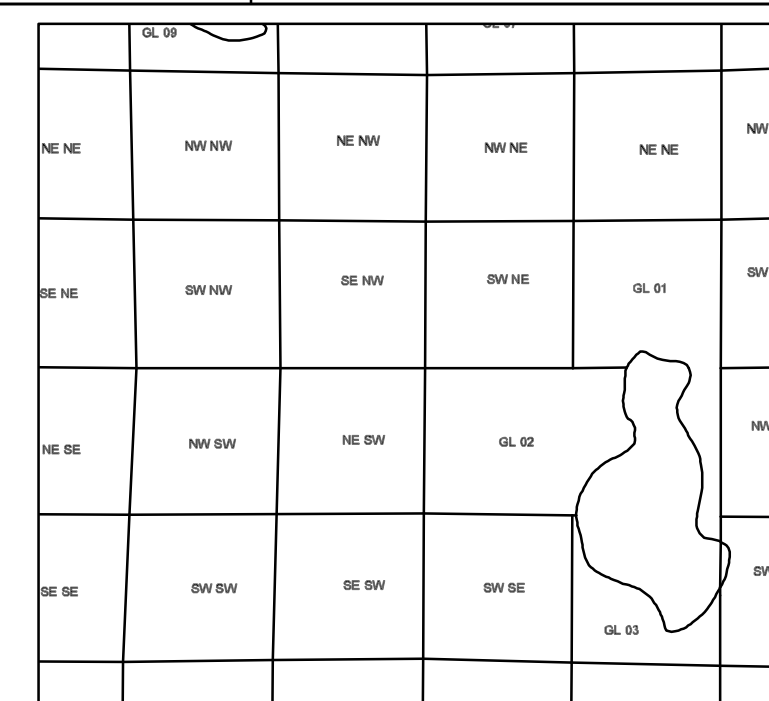 GL 09
NE NE
NW NW
NE NW
NW NE
NE NE
NW
SE NE
SW NW
SE NW
SW NE
GL 01
SW
NE SE
NW SW
NE SW
GL 02
NW
SE SE
SW SW
SE SW
SW SE
GL 03
SW